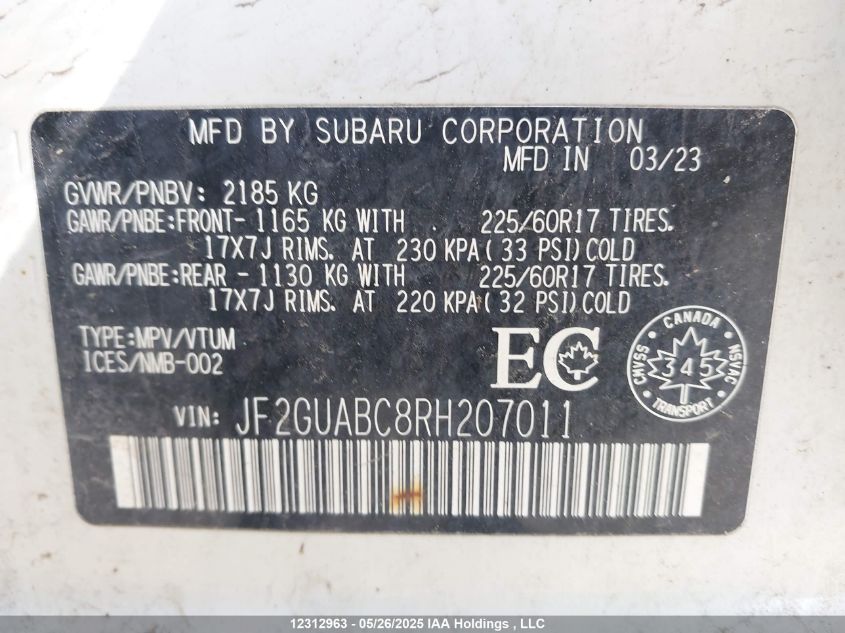 MFD BY SUBARU CORPORATION
MFD IN 03/23
GVWR/PNBV: 2185 KG
GAWR/PNBE:FRONT- 1165 KG WITH 225/60R17 TIRES.
17X7J RIMS. AT 230 KPA(33 PSI)COLD
GAWR/PNBE:REAR - 1130 KG WITH 225/60R17 TIRES.
17X7J RIMS. AT 220 KPA(32 PSI)COLD
TYPE:MPV/VTUM
ICES/NMB-002
EC
CANADA
CMVSS 345 NSVAC
TRANSPORT
VIN: JF2GUABC8RH207011
12312963 - 05/26/2025 IAA Holdings , LLC